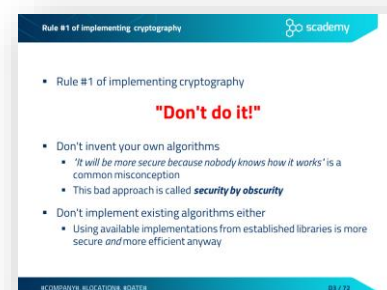 Rule #1 of implementing cryptography
scademy
▪ Rule #1 of implementing cryptography
"Don't do it!"
▪ Don't invent your own algorithms
▪ 'It will be more secure because nobody knows how it works' is a
common misconception
▪ This bad approach is called security by obscurity
▪ Don't implement existing algorithms either
▪ Using available implementations from established libraries is more
secure and more efficient anyway
#COMPANY#, #LOCATION#, #DATE#